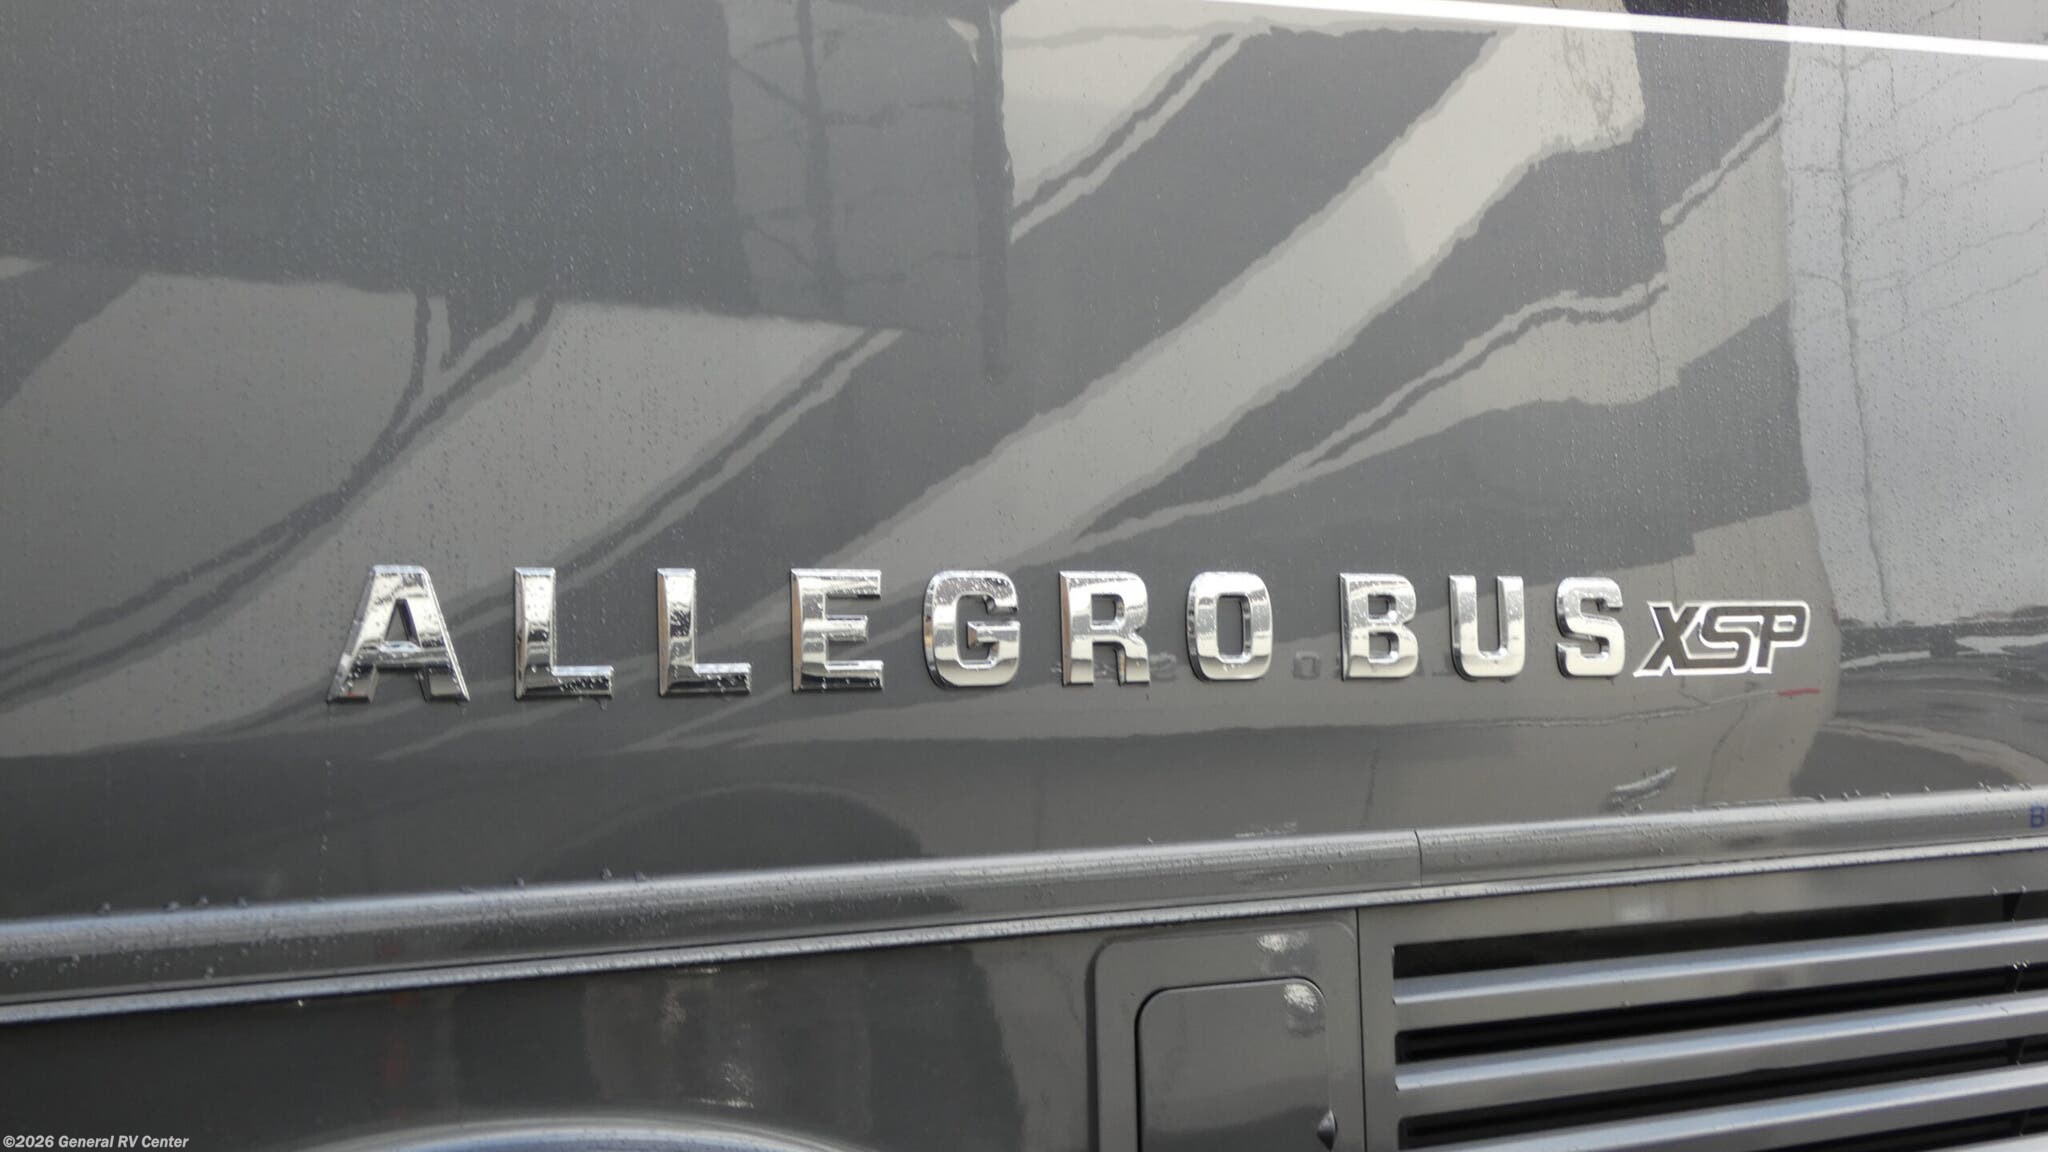 ALLEGRO BUS XSP
©2026 General RV Center